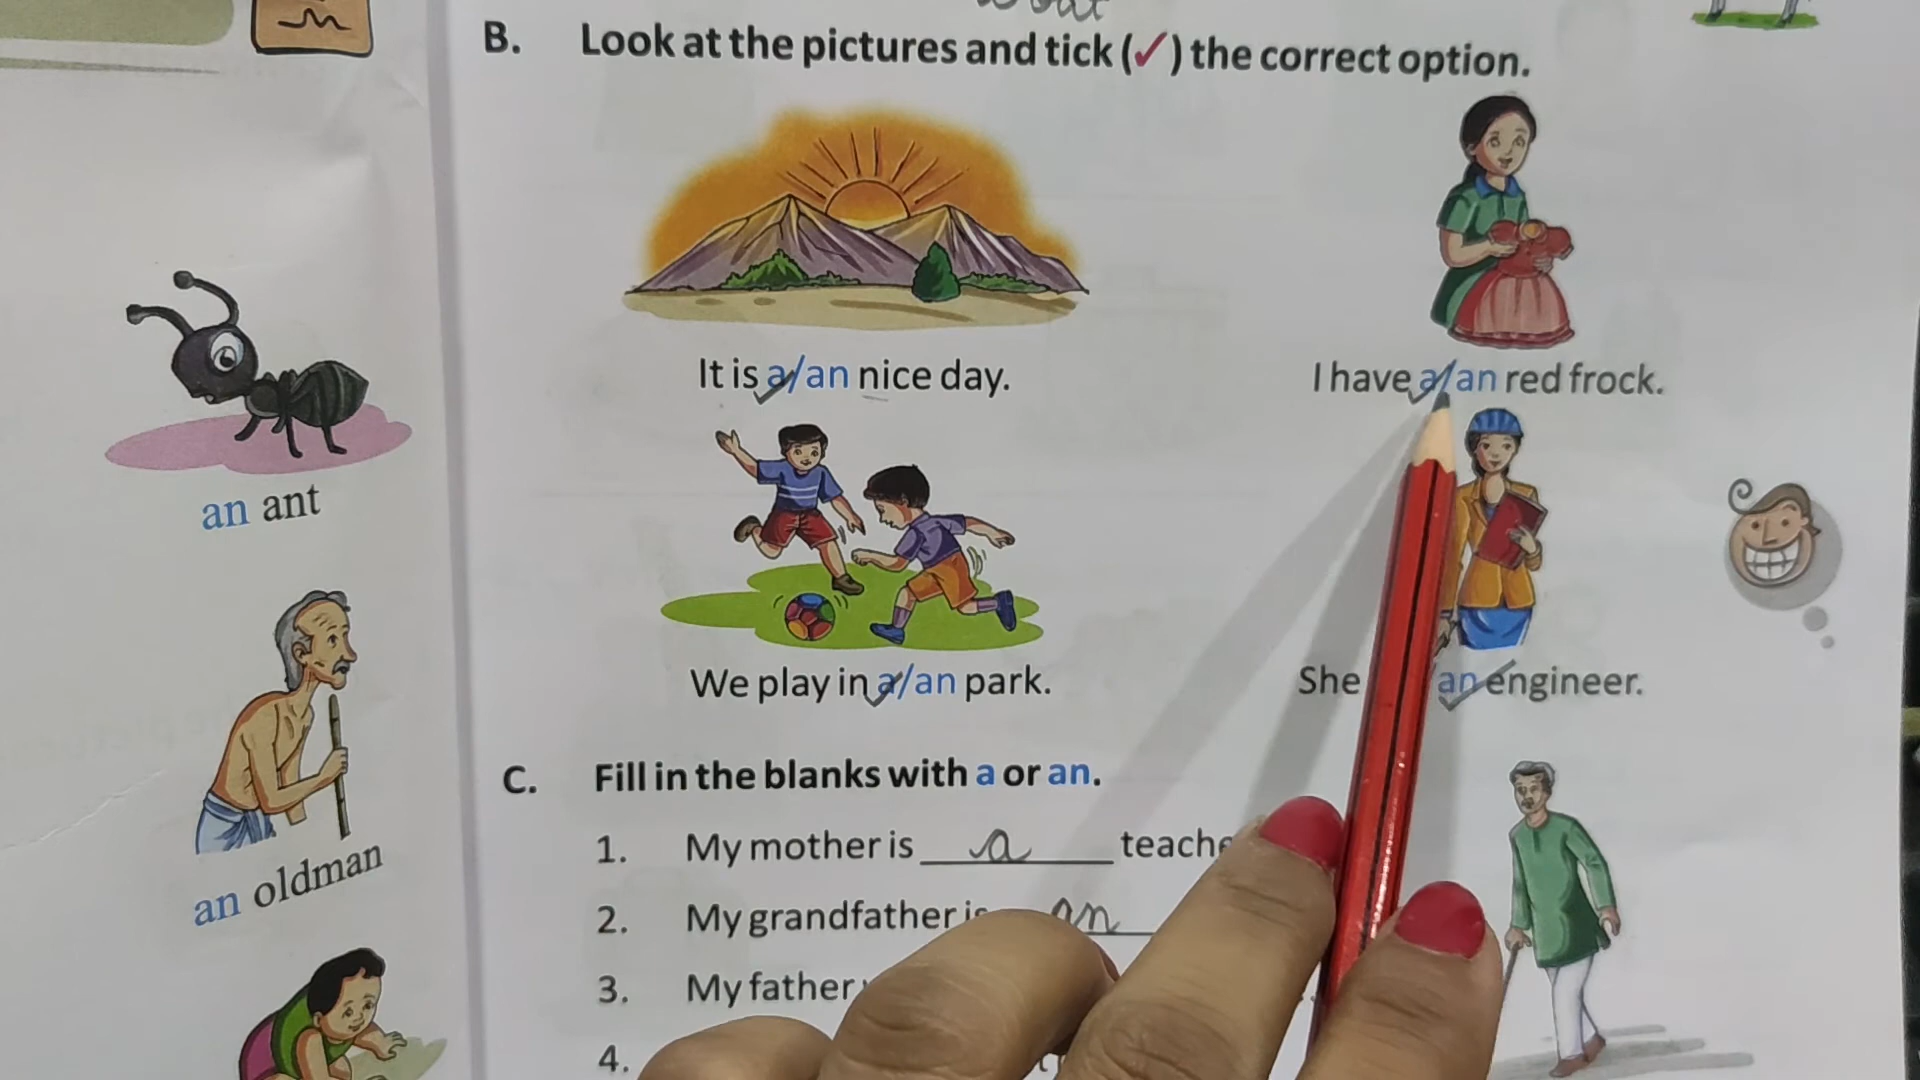 B. Look at the pictures and tick (✓) the correct option.
It is a/an nice day.
I have a/an red frock.
an ant
We play in a/an park.
She an engineer.
C. Fill in the blanks with a or an.
1. My mother is a
2. My grandfather an
an oldman
3. My father
4.